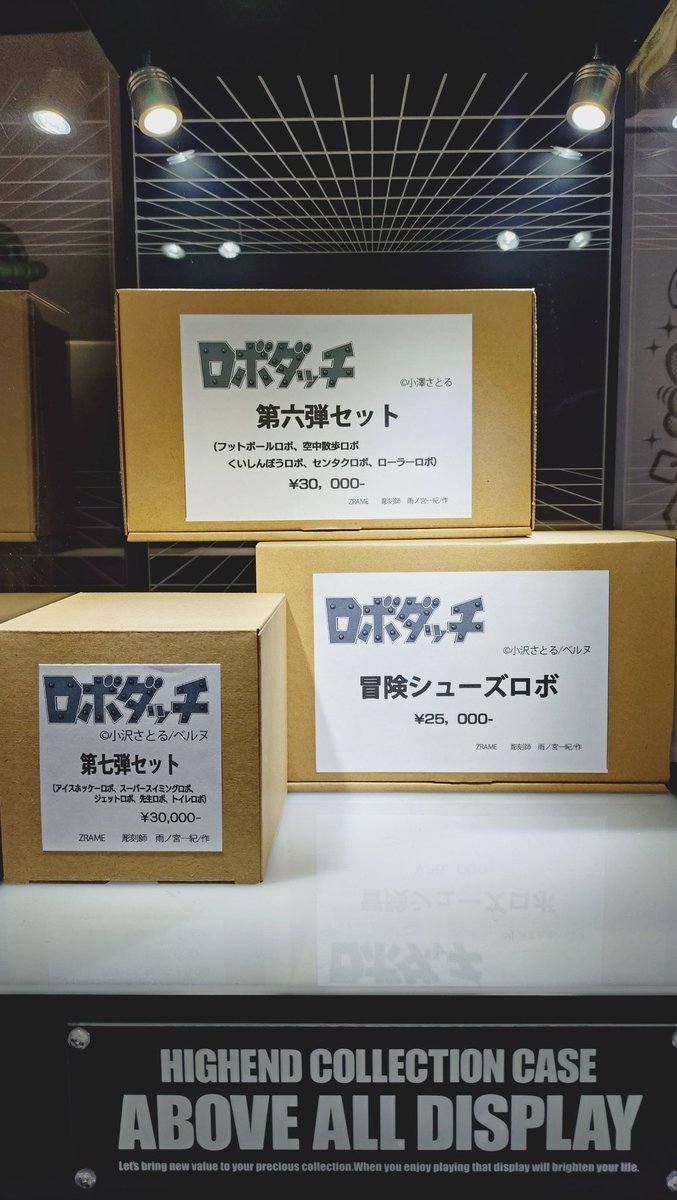 ロボダッチ
©小澤さとる
第六弾セット
(フットボールロボ、空中散歩ロボ
くいしんぼうロボ、センタクロボ、ローラーロボ)
¥30, 000-
ZRAME 彫刻師 雨ノ宮一紀/作
ロボダッチ
©小沢さとる/ベルヌ
冒険シューズロボ
¥25, 000-
ZRAME 彫刻師 雨ノ宮一紀/作
ロボダッチ
©小沢さとる/ベルヌ
第七弾セット
(アイスホッケーロボ、スーパースイミングロボ、
ジェットロボ、先生ロボ、トイレロボ)
¥30,000-
ZRAME 彫刻師 雨ノ宮一紀/作
HIGHEND COLLECTION CASE
ABOVE ALL DISPLAY
Let's bring new value to your precious collection.When you enjoy playing that display will brighten your life.